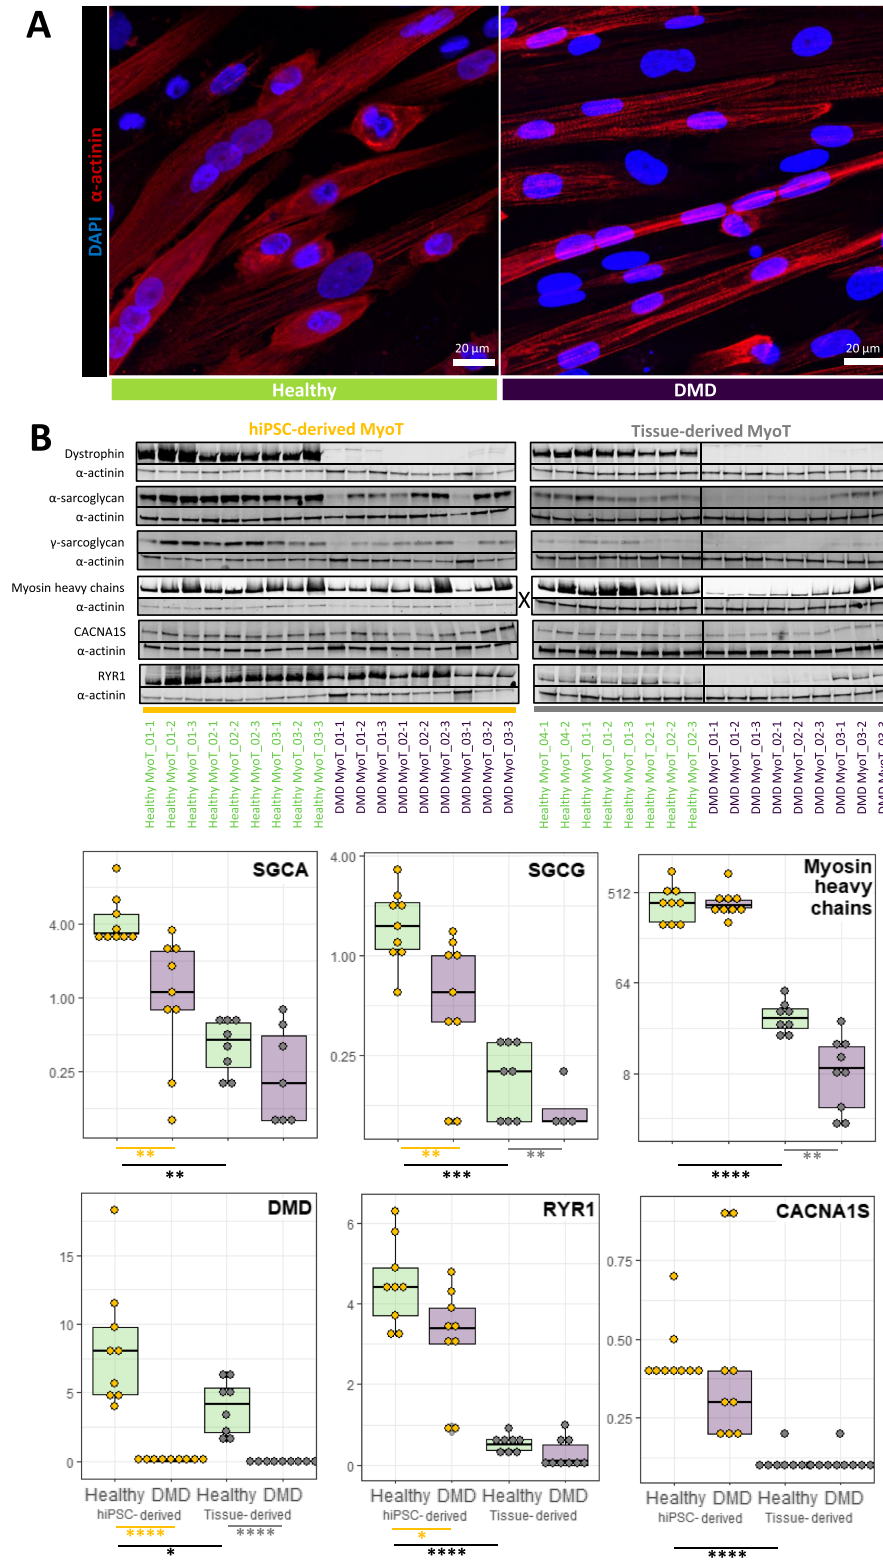 A
DAPI α-actinin
20 μm
20 μm
Healthy
DMD
B
hiPSC-derived MyoT
Tissue-derived MyoT
Dystrophin
α-actinin
α-sarcoglycan
α-actinin
γ-sarcoglycan
α-actinin
Myosin heavy chains
α-actinin
X
CACNA1S
α-actinin
RYR1
α-actinin
Healthy MyoT_01-1
Healthy MyoT_01-2
Healthy MyoT_01-3
Healthy MyoT_02-1
Healthy MyoT_02-2
Healthy MyoT_02-3
Healthy MyoT_03-1
Healthy MyoT_03-2
Healthy MyoT_03-3
DMD MyoT_01-1
DMD MyoT_01-2
DMD MyoT_01-3
DMD MyoT_02-1
DMD MyoT_02-2
DMD MyoT_02-3
DMD MyoT_03-1
DMD MyoT_03-2
DMD MyoT_03-3
Healthy MyoT_04-1
Healthy MyoT_04-2
Healthy MyoT_01-1
Healthy MyoT_01-2
Healthy MyoT_01-3
Healthy MyoT_02-1
Healthy MyoT_02-2
Healthy MyoT_02-3
DMD MyoT_01-1
DMD MyoT_01-2
DMD MyoT_01-3
DMD MyoT_02-1
DMD MyoT_02-2
DMD MyoT_02-3
DMD MyoT_03-1
DMD MyoT_03-2
SGCA
4.00
1.00
0.25
**
**
SGCG
4.00
1.00
0.25
**
**
***
Myosin
heavy
chains
512
64
8
**
****
DMD
15
10
5
0
Healthy DMD Healthy DMD
hiPSC-derived Tissue-derived
****
****
*
RYR1
6
4
2
0
Healthy DMD Healthy DMD
hiPSC-derived Tissue-derived
*
****
CACNA1S
0.75
0.50
0.25
Healthy DMD Healthy DMD
hiPSC-derived Tissue-derived
****